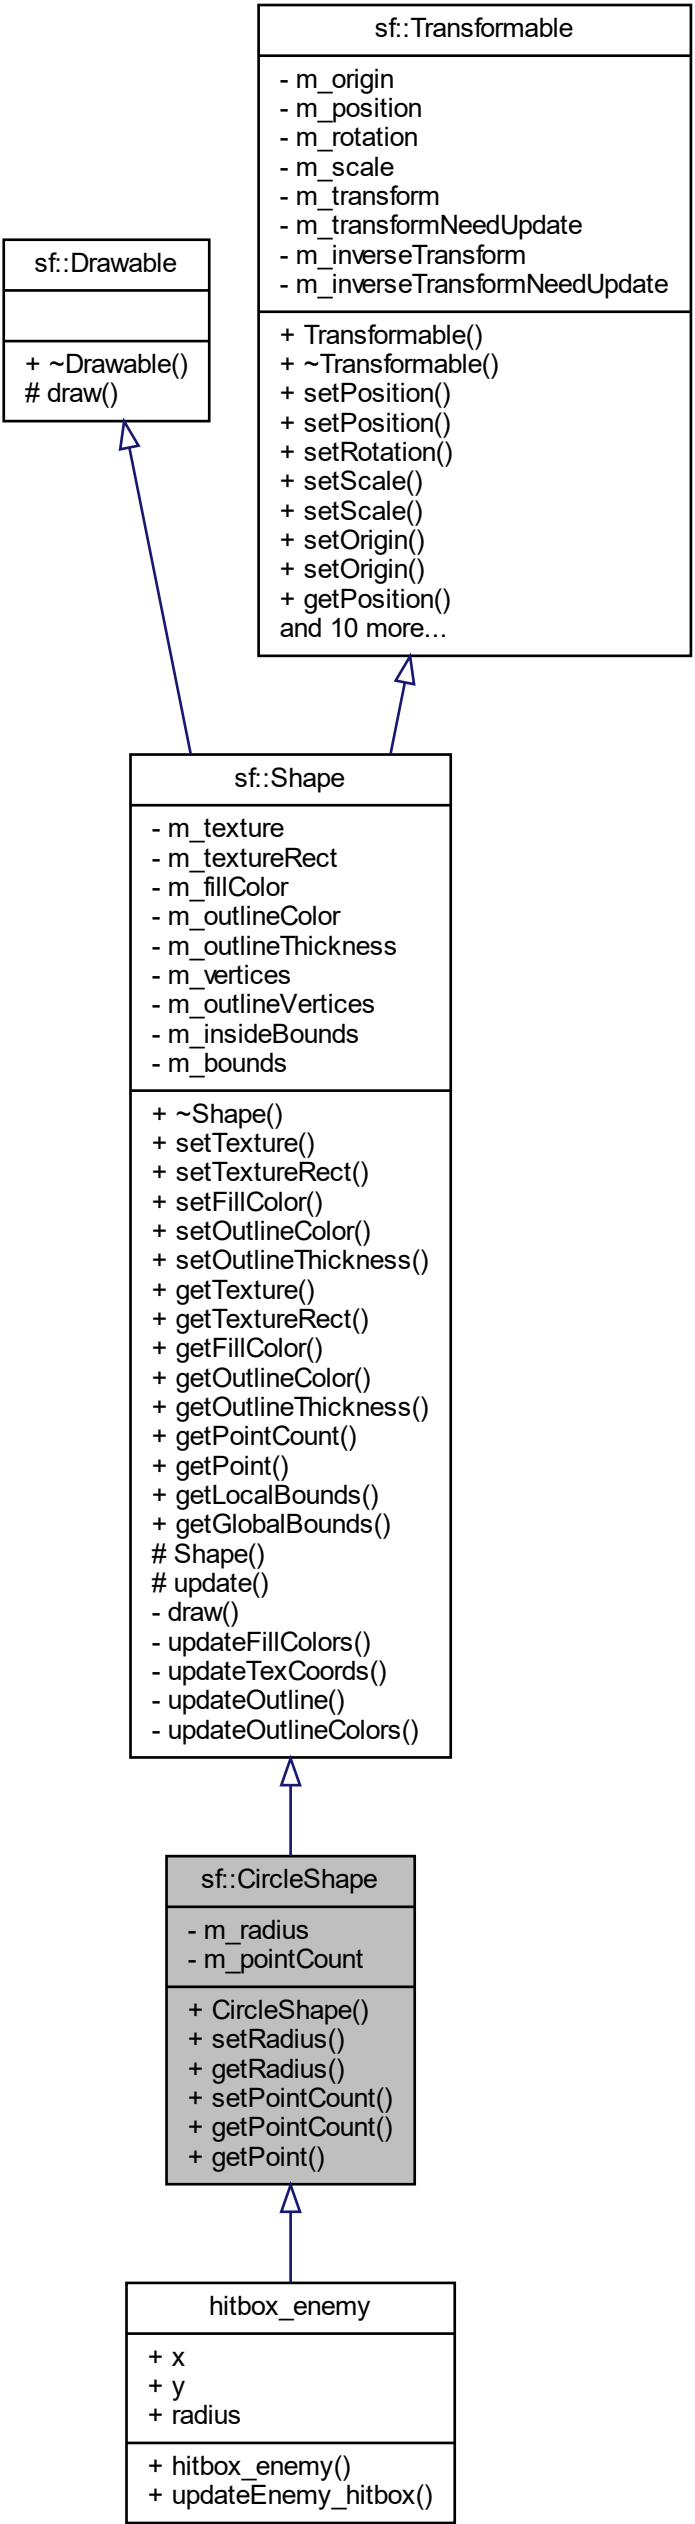 sf::Transformable
- m_origin
- m_position
- m_rotation
- m_scale
- m_transform
- m_transformNeedUpdate
- m_inverseTransform
- m_inverseTransformNeedUpdate
+ Transformable()
+ ~Transformable()
+ setPosition()
+ setPosition()
+ setRotation()
+ setScale()
+ setScale()
+ setOrigin()
+ setOrigin()
+ getPosition()
and 10 more...
sf::Drawable
+ ~Drawable()
# draw()
sf::Shape
- m_texture
- m_textureRect
- m_fillColor
- m_outlineColor
- m_outlineThickness
- m_vertices
- m_outlineVertices
- m_insideBounds
- m_bounds
+ ~Shape()
+ setTexture()
+ setTextureRect()
+ setFillColor()
+ setOutlineColor()
+ setOutlineThickness()
+ getTexture()
+ getTextureRect()
+ getFillColor()
+ getOutlineColor()
+ getOutlineThickness()
+ getPointCount()
+ getPoint()
+ getLocalBounds()
+ getGlobalBounds()
# Shape()
# update()
- draw()
- updateFillColors()
- updateTexCoords()
- updateOutline()
- updateOutlineColors()
sf::CircleShape
- m_radius
- m_pointCount
+ CircleShape()
+ setRadius()
+ getRadius()
+ setPointCount()
+ getPointCount()
+ getPoint()
hitbox_enemy
+ x
+ y
+ radius
+ hitbox_enemy()
+ updateEnemy_hitbox()